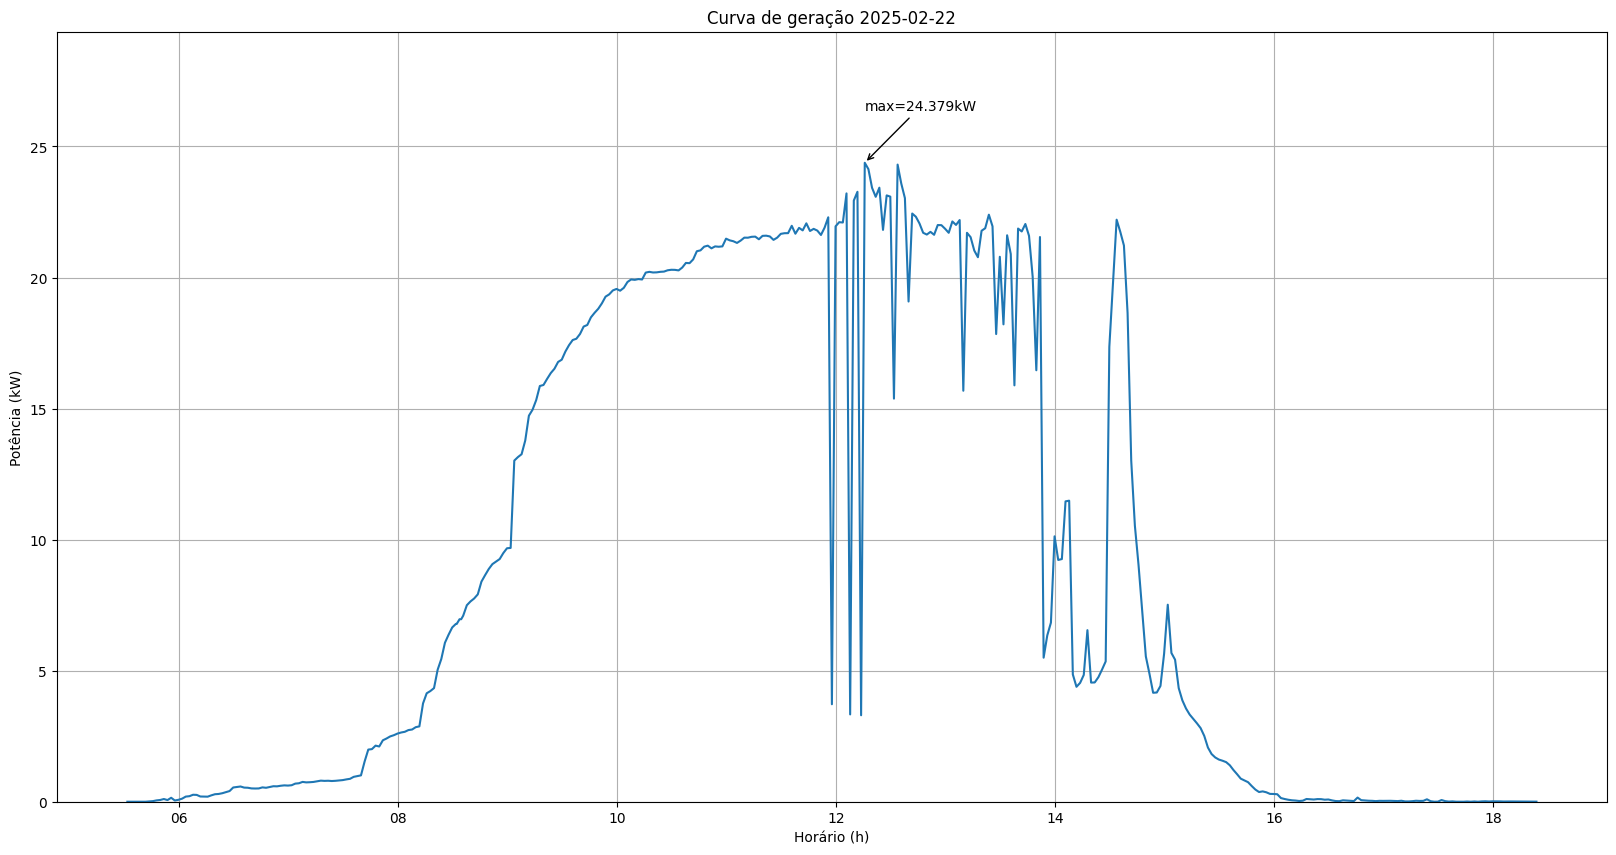 Curva de geração 2025-02-22
max=24.379kW
25
20
15
10
5
0
Potência (kW)
06 08 10 12 14 16 18
Horário (h)